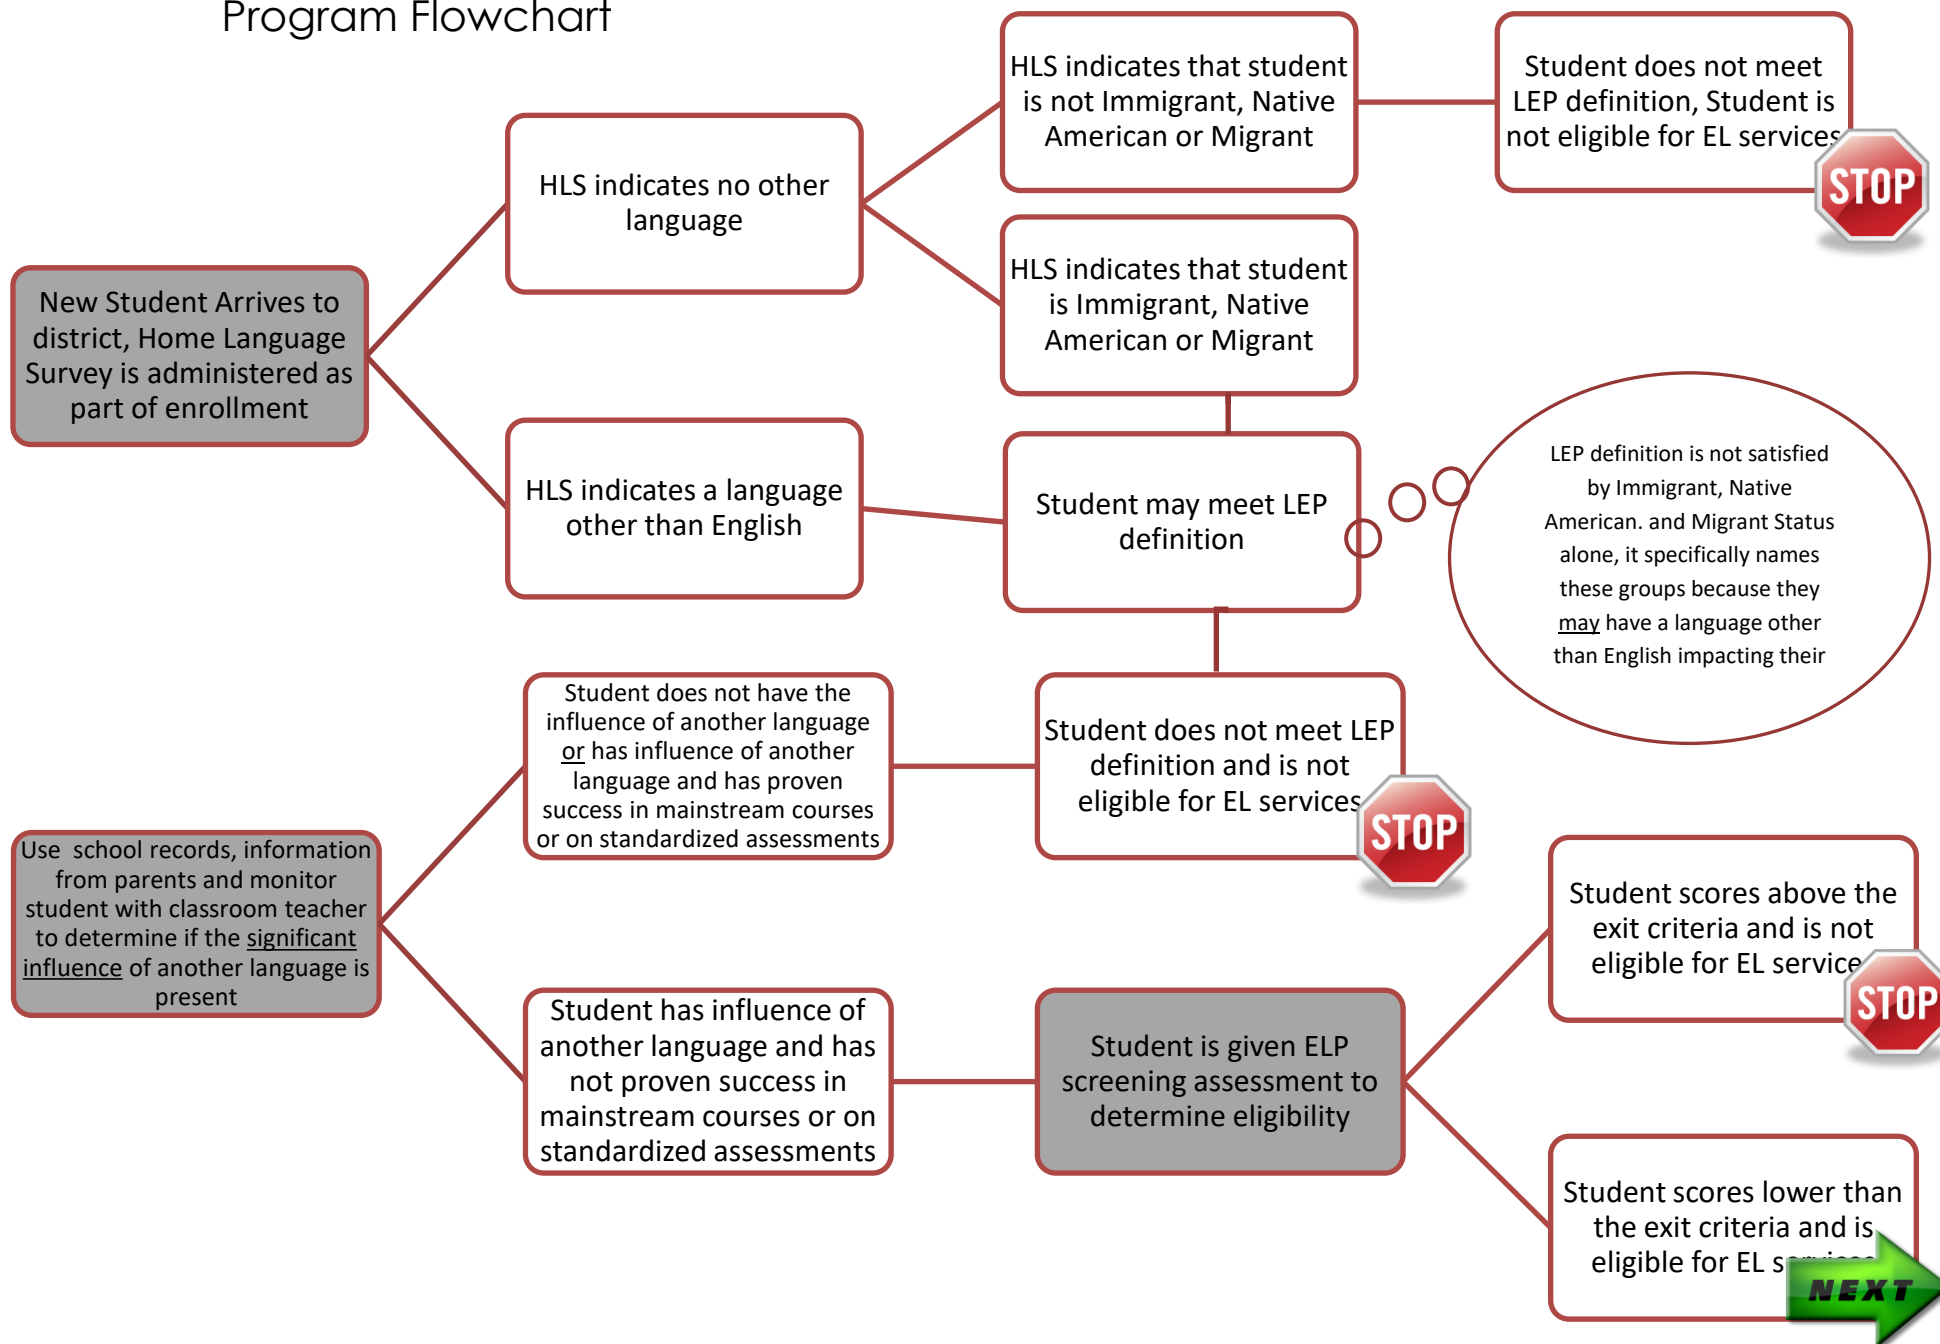 Program Flowchart
HLS indicates that student
is not Immigrant, Native
American or Migrant
Student does not meet
LEP definition, Student is
not eligible for EL services
STOP
HLS indicates no other
language
HLS indicates that student
is Immigrant, Native
American or Migrant
New Student Arrives to
district, Home Language
Survey is administered as
part of enrollment
HLS indicates a language
other than English
Student may meet LEP
definition
LEP definition is not satisfied
by Immigrant, Native
American. and Migrant Status
alone, it specifically names
these groups because they
may have a language other
than English impacting their
Student does not have the
influence of another language
or has influence of another
language and has proven
success in mainstream courses
or on standardized assessments
Student does not meet LEP
definition and is not
eligible for EL services
STOP
Use  school records, information
from parents and monitor
student with classroom teacher
to determine if the significant
influence of another language is
present
Student has influence of
another language and has
not proven success in
mainstream courses or on
standardized assessments
Student is given ELP
screening assessment to
determine eligibility
Student scores above the
exit criteria and is not
eligible for EL service
STOP
Student scores lower than
the exit criteria and is
eligible for EL services
NEXT